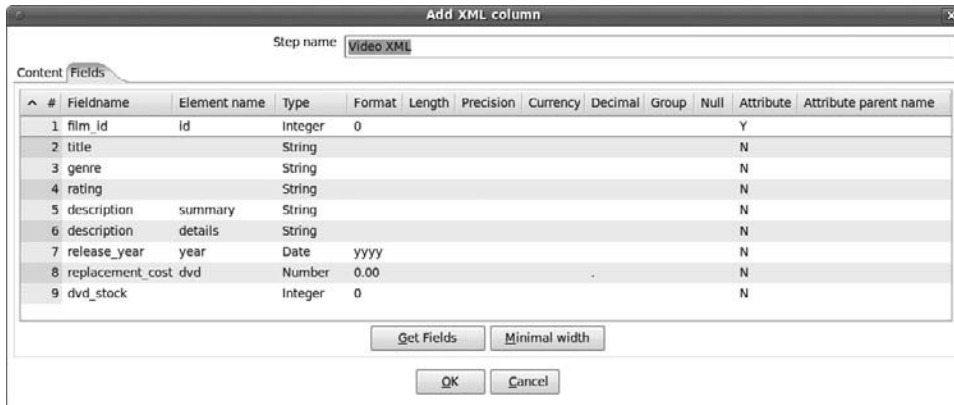 Add XML column
Step name Video XML
Content Fields
# Fieldname Element name Type Format Length Precision Currency Decimal Group Null Attribute Attribute parent name
1 film_id id Integer 0 Y
2 title String N
3 genre String N
4 rating String N
5 description summary String N
6 description details String N
7 release_year year Date yyyy N
8 replacement_cost dvd Number 0.00 . N
9 dvd_stock Integer 0 N
Get Fields Minimal width
OK Cancel